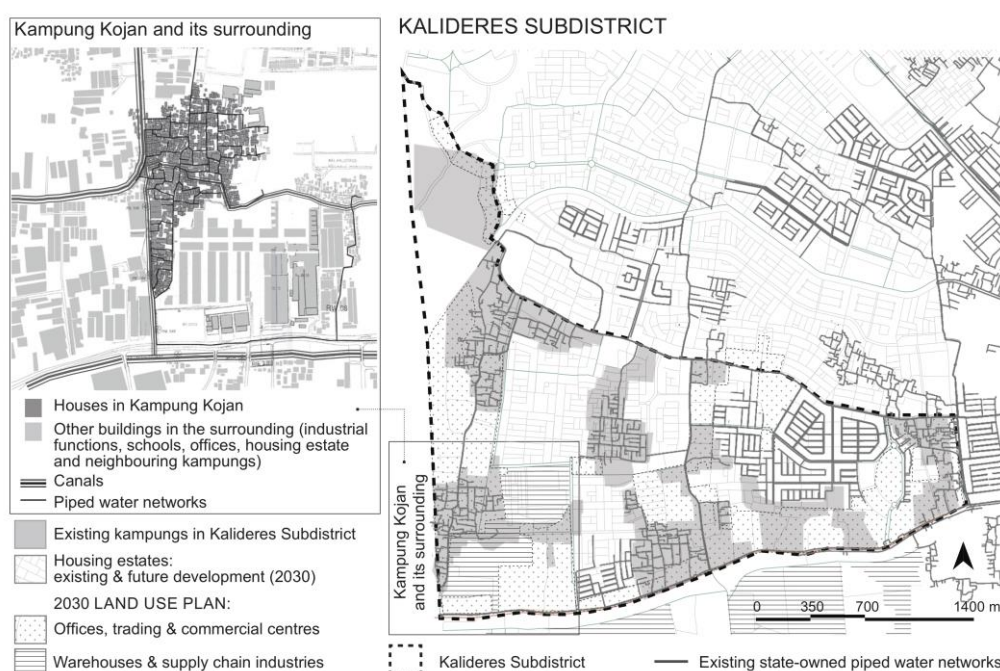 Kampung Kojan and its surrounding
Houses in Kampung Kojan
Other buildings in the surrounding (industrial
functions, schools, offices, housing estate
and neighbouring kampungs)
Canals
Piped water networks
Existing kampungs in Kalideres Subdistrict
Housing estates:
existing & future development (2030)
2030 LAND USE PLAN:
Offices, trading & commercial centres
Warehouses & supply chain industries
KALIDERES SUBDISTRICT
Kampung Kojan
and its surrounding
0 350 700 1400 m
Kalideres Subdistrict
Existing state-owned piped water networks